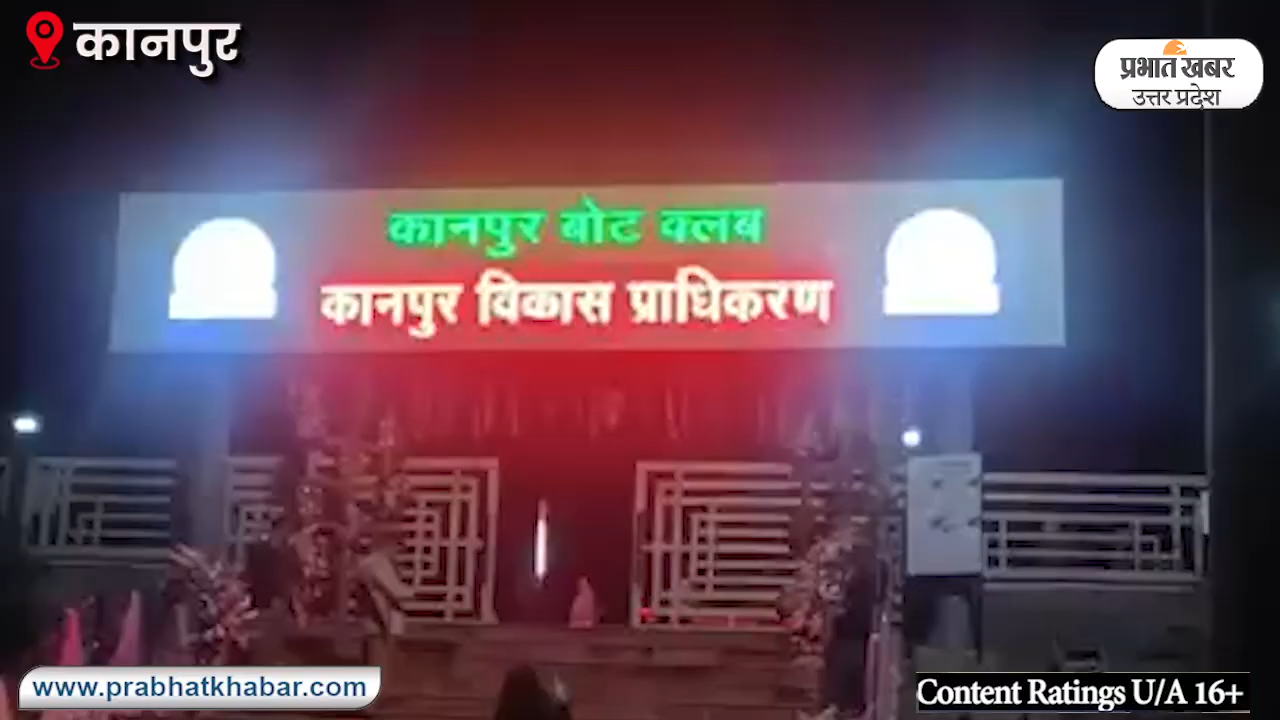 कानपुर
प्रभात खबर
उत्तर प्रदेश
कानपुर बोट क्लब
कानपुर विकास प्राधिकरण
www.prabhatkhabar.com
Content Ratings U/A 16+